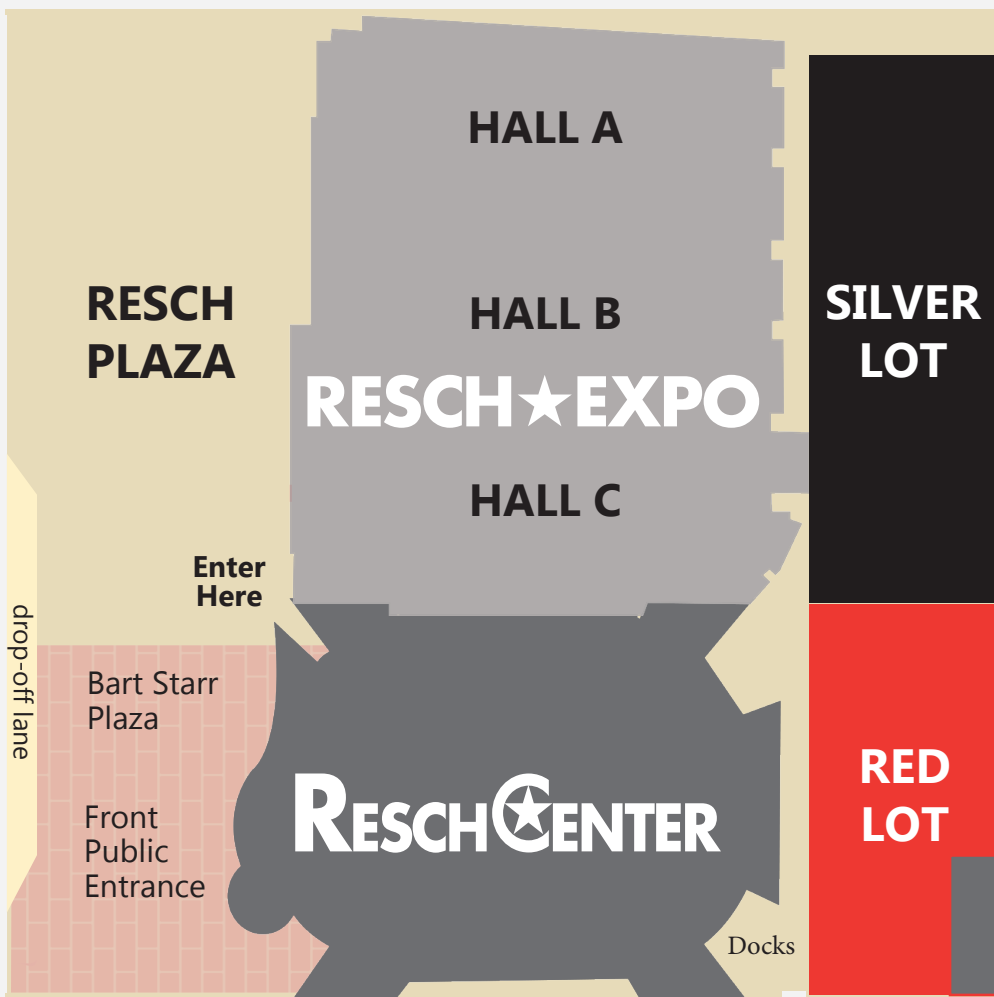 HALL A
RESCH
PLAZA
HALL B
SILVER
LOT
RESCH★EXPO
HALL C
Enter
Here
drop-off lane
Bart Starr
Plaza
Front
Public
Entrance
RESCHCENTER
RED
LOT
Docks